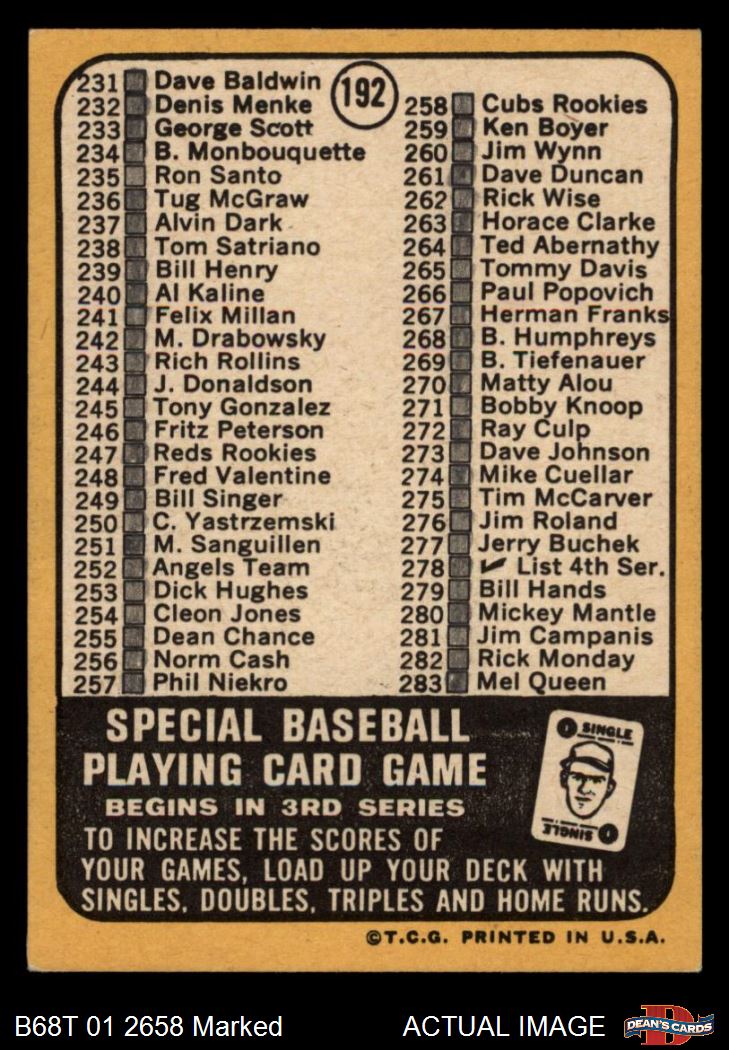 192
231 Dave Baldwin
232 Denis Menke
233 George Scott
234 B. Monbouquette
235 Ron Santo
236 Tug McGraw
237 Alvin Dark
238 Tom Satriano
239 Bill Henry
240 Al Kaline
241 Felix Millan
242 M. Drabowsky
243 Rich Rollins
244 J. Donaldson
245 Tony Gonzalez
246 Fritz Peterson
247 Reds Rookies
248 Fred Valentine
249 Bill Singer
250 C. Yastrzemski
251 M. Sanguillen
252 Angels Team
253 Dick Hughes
254 Cleon Jones
255 Dean Chance
256 Norm Cash
257 Phil Niekro
258 Cubs Rookies
259 Ken Boyer
260 Jim Wynn
261 Dave Duncan
262 Rick Wise
263 Horace Clarke
264 Ted Abernathy
265 Tommy Davis
266 Paul Popovich
267 Herman Franks
268 B. Humphreys
269 B. Tiefenauer
270 Matty Alou
271 Bobby Knoop
272 Ray Culp
273 Dave Johnson
274 Mike Cuellar
275 Tim McCarver
276 Jim Roland
277 Jerry Buchek
278 ✔ List 4th Ser.
279 Bill Hands
280 Mickey Mantle
281 Jim Campanis
282 Rick Monday
283 Mel Queen
SPECIAL BASEBALL
PLAYING CARD GAME
BEGINS IN 3RD SERIES
TO INCREASE THE SCORES OF
YOUR GAMES, LOAD UP YOUR DECK WITH
SINGLES, DOUBLES, TRIPLES AND HOME RUNS.
1 SINGLE
1 SINGLE
©T.C.G. PRINTED IN U.S.A.
B68T 01 2658 Marked
ACTUAL IMAGE
D
DEAN'S CARDS